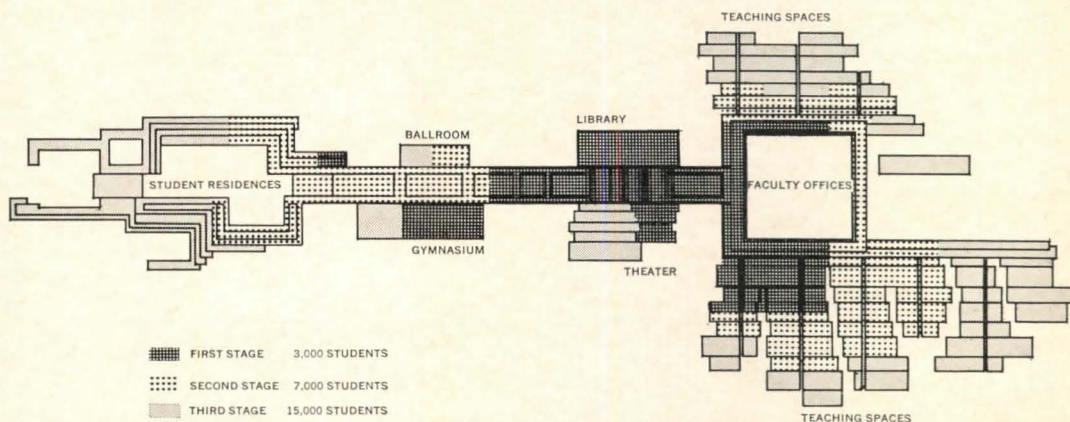 TEACHING SPACES
LIBRARY
BALLROOM
STUDENT RESIDENCES
FACULTY OFFICES
GYMNASIUM
THEATER
FIRST STAGE 3,000 STUDENTS
SECOND STAGE 7,000 STUDENTS
THIRD STAGE 15,000 STUDENTS
TEACHING SPACES